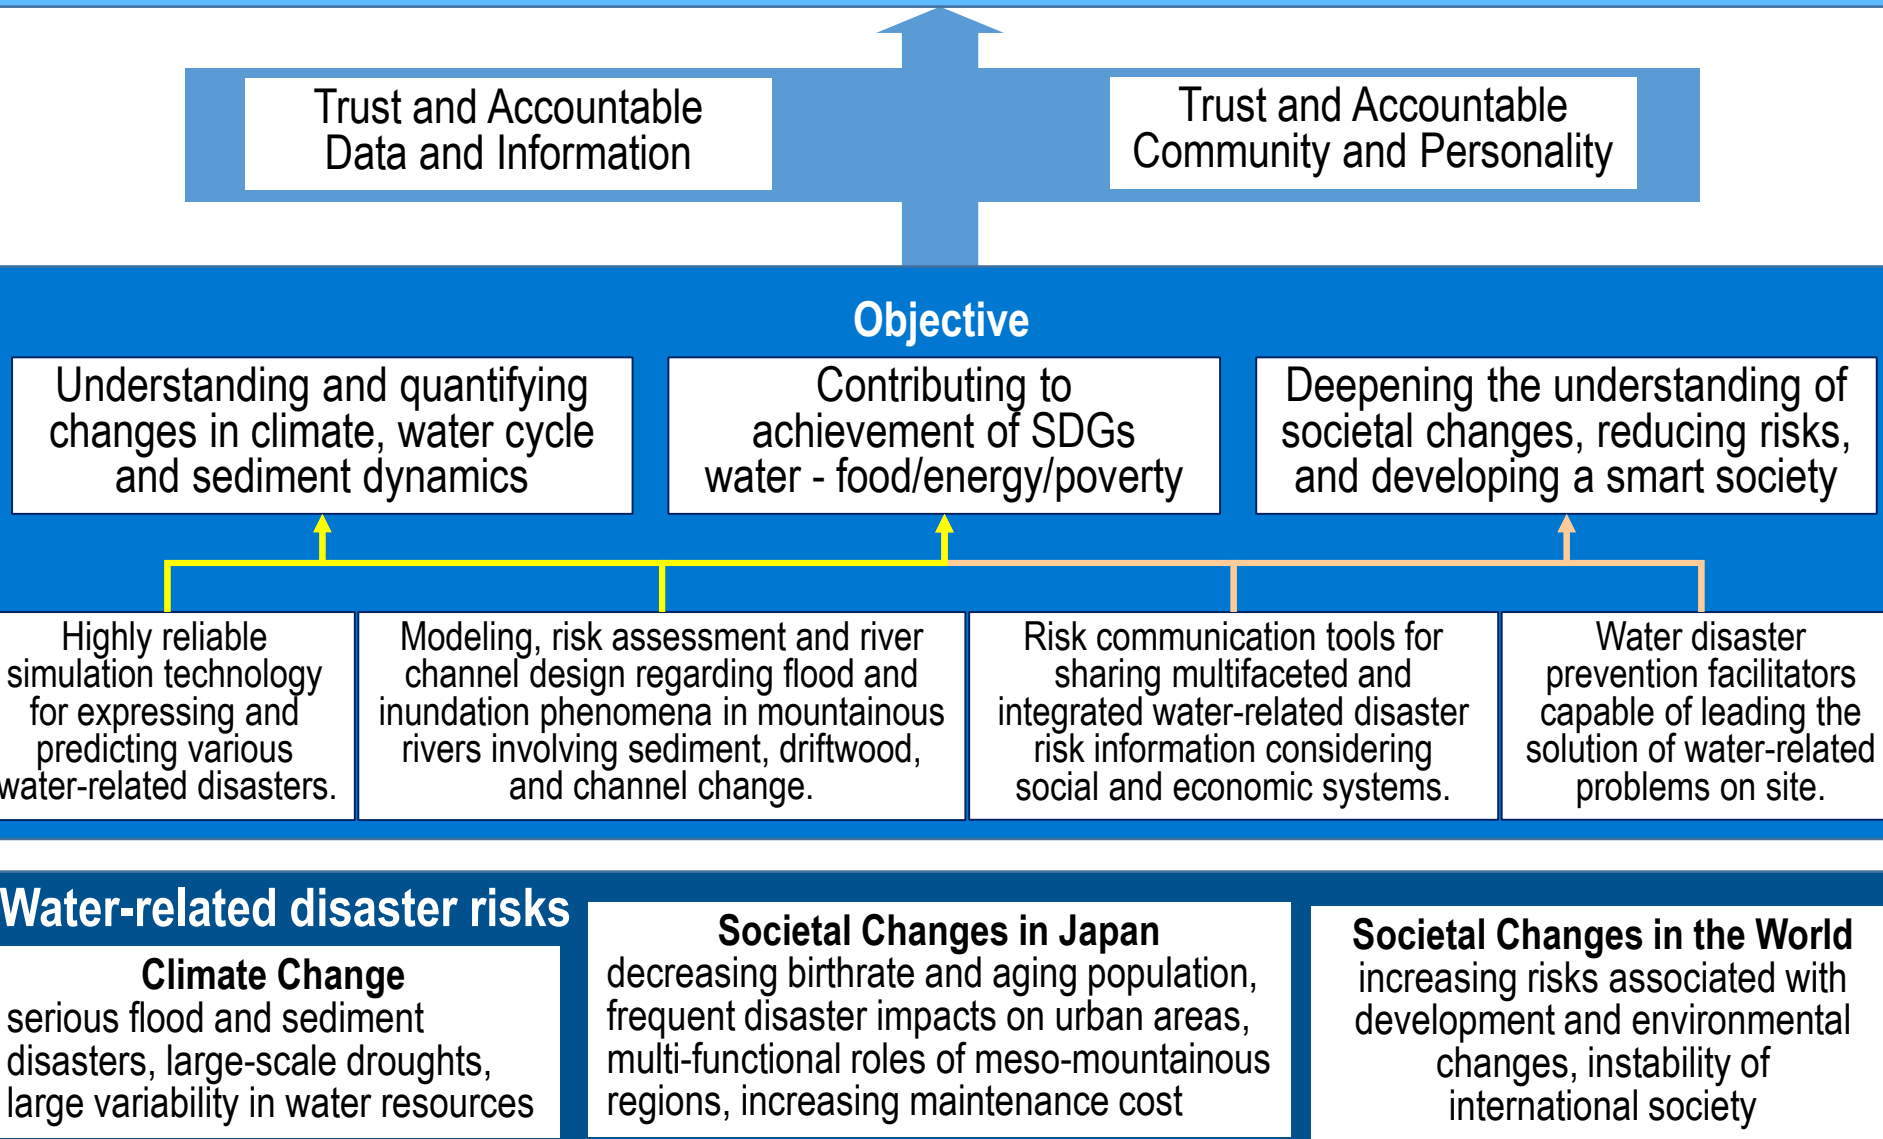 Trust and Accountable
Data and Information
Trust and Accountable
Community and Personality
Objective
Understanding and quantifying
changes in climate, water cycle
and sediment dynamics
Contributing to
achievement of SDGs
water - food/energy/poverty
Deepening the understanding of
societal changes, reducing risks,
and developing a smart society
Highly reliable
simulation technology
for expressing and
predicting various
water-related disasters.
Modeling, risk assessment and river
channel design regarding flood and
inundation phenomena in mountainous
rivers involving sediment, driftwood,
and channel change.
Risk communication tools for
sharing multifaceted and
integrated water-related disaster
risk information considering
social and economic systems.
Water disaster
prevention facilitators
capable of leading the
solution of water-related
problems on site.
Water-related disaster risks
Climate Change
serious flood and sediment
disasters, large-scale droughts,
large variability in water resources
Societal Changes in Japan
decreasing birthrate and aging population,
frequent disaster impacts on urban areas,
multi-functional roles of meso-mountainous
regions, increasing maintenance cost
Societal Changes in the World
increasing risks associated with
development and environmental
changes, instability of
international society